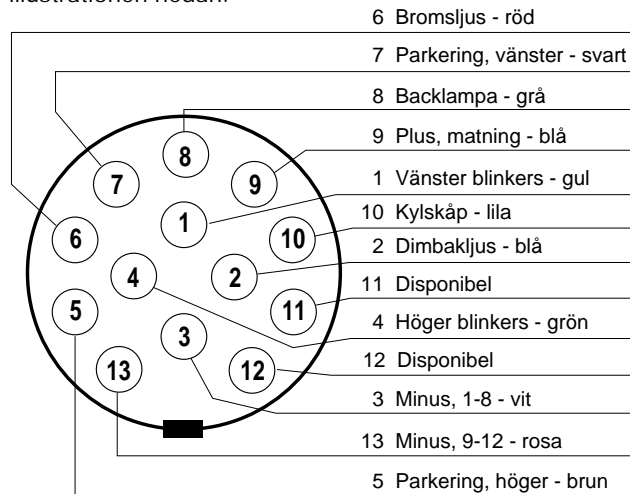 illustrationen nedan.
6 Bromsljus - röd
7 Parkering, vänster - svart
8 Backlampa - grå
9 Plus, matning - blå
1 Vänster blinkers - gul
10 Kylskåp - lila
2 Dimbakljus - blå
11 Disponibel
4 Höger blinkers - grön
12 Disponibel
3 Minus, 1-8 - vit
13 Minus, 9-12 - rosa
5 Parkering, höger - brun
8
7
9
1
6
10
4
2
5
11
3
13
12